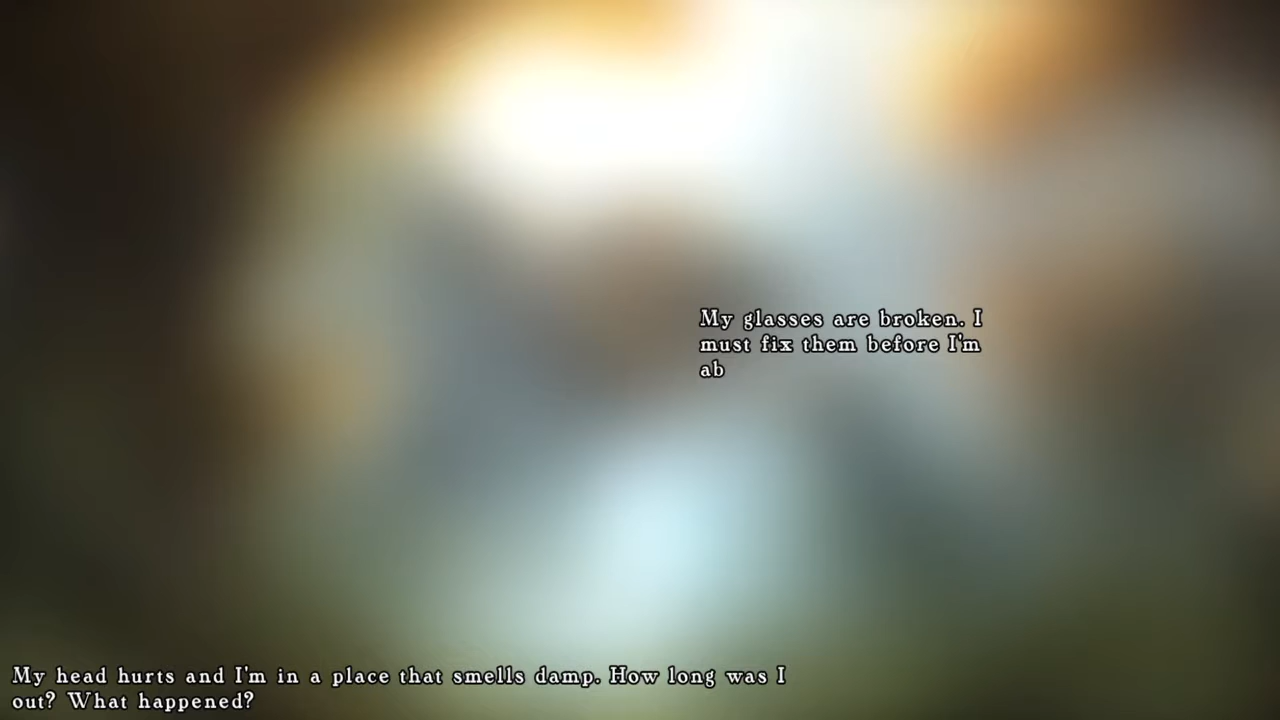 My glasses are broken. I
must fix them before I'm
ab
My head hurts and I'm in a place that smells damp. How long was I
out? What happened?